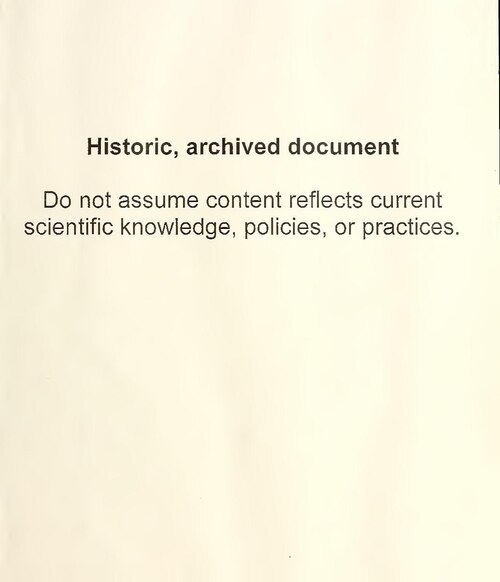 Historic, archived document
Do not assume content reflects current
scientific knowledge, policies, or practices.